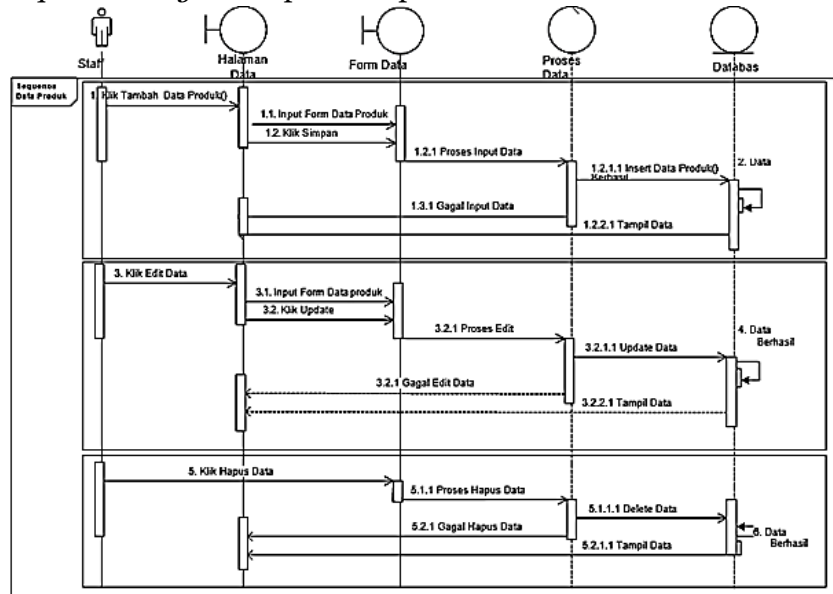 Staf
Halaman
Data
Form Data
Proses
Data
Databas
Sequence
Data Produk
1. Klik Tambah Data Produk()
1.1. Input Form Data Produk
1.2. Klik Simpan
1.2.1 Proses Input Data
1.2.1.1 Insert Data Produk()
2. Data
Berhasil
1.3.1 Gagal Input Data
1.2.2.1 Tampil Data
3. Klik Edit Data
3.1. Input Form Data produk
3.2. Klik Update
3.2.1 Proses Edit
4. Data
Berhasil
3.2.1.1 Update Data
3.2.1 Gagal Edit Data
3.2.2.1 Tampil Data
5. Klik Hapus Data
5.1.1 Proses Hapus Data
5.1.1.1 Delete Data
5.2.1 Gagal Hapus Data
6. Data
Berhasil
5.2.1.1 Tampil Data